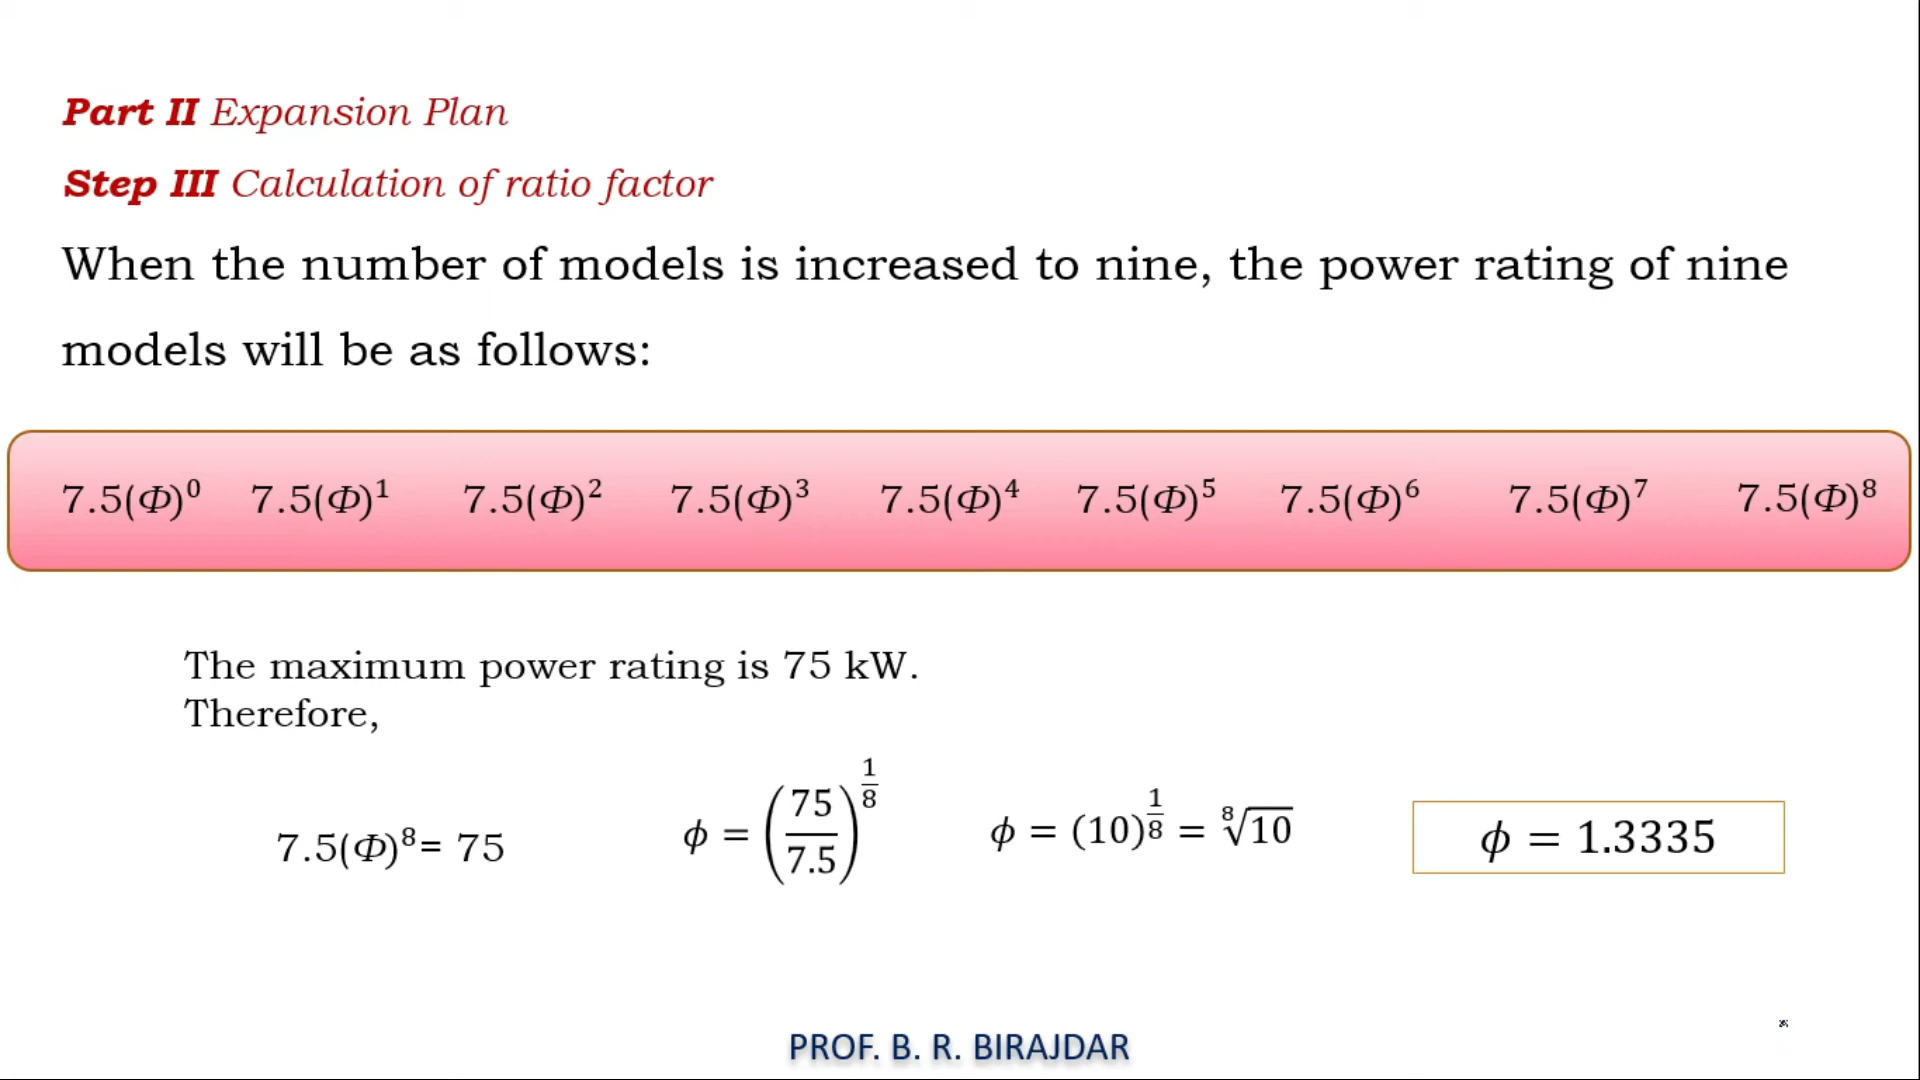 Part II Expansion Plan
Step III Calculation of ratio factor
When the number of models is increased to nine, the power rating of nine
models will be as follows:
7.5(Φ)⁰ 7.5(Φ)¹ 7.5(Φ)² 7.5(Φ)³ 7.5(Φ)⁴ 7.5(Φ)⁵ 7.5(Φ)⁶ 7.5(Φ)⁷ 7.5(Φ)⁸
The maximum power rating is 75 kW.
Therefore,
7.5(Φ)⁸= 75 ϕ = (75/7.5)^(1/8) ϕ = (10)^(1/8) = ⁸√10 ϕ = 1.3335
PROF. B. R. BIRAJDAR